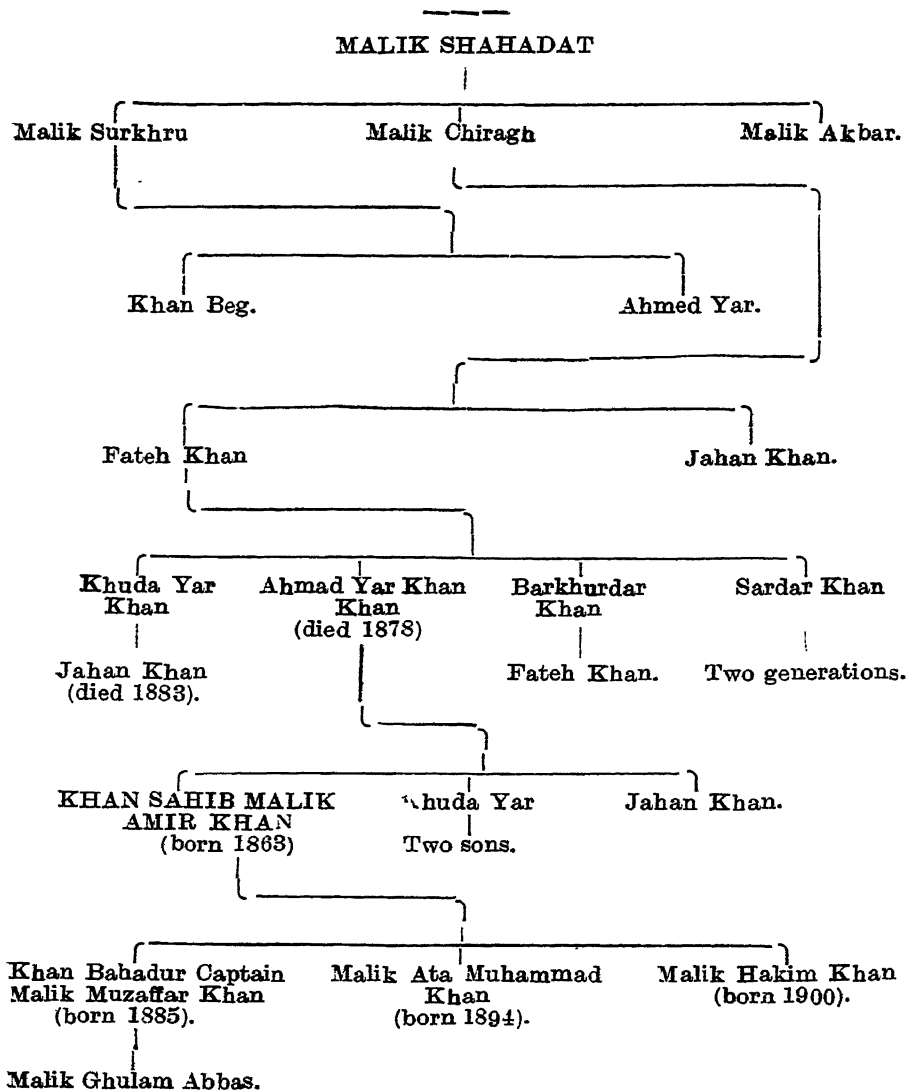 MALIK SHAHADAT
Malik Surkhru Malik Chiragh Malik Akbar.
Khan Beg. Ahmed Yar.
Fateh Khan Jahan Khan.
Khuda Yar Khan
Ahmad Yar Khan Khan (died 1878)
Barkhurdar Khan
Sardar Khan
Jahan Khan (died 1883).
Fateh Khan. Two generations.
KHAN SAHIB MALIK
AMIR KHAN
(born 1863)
Yar
Two sons.
Jahan Khan.
Khan Bahadur Captain
Malik Muzaffar Khan
(born 1885).
Malik Ata Muhammad
Khan
(born 1894).
Malik Hakim Khan
(born 1900).
Malik Ghulam Abbas.